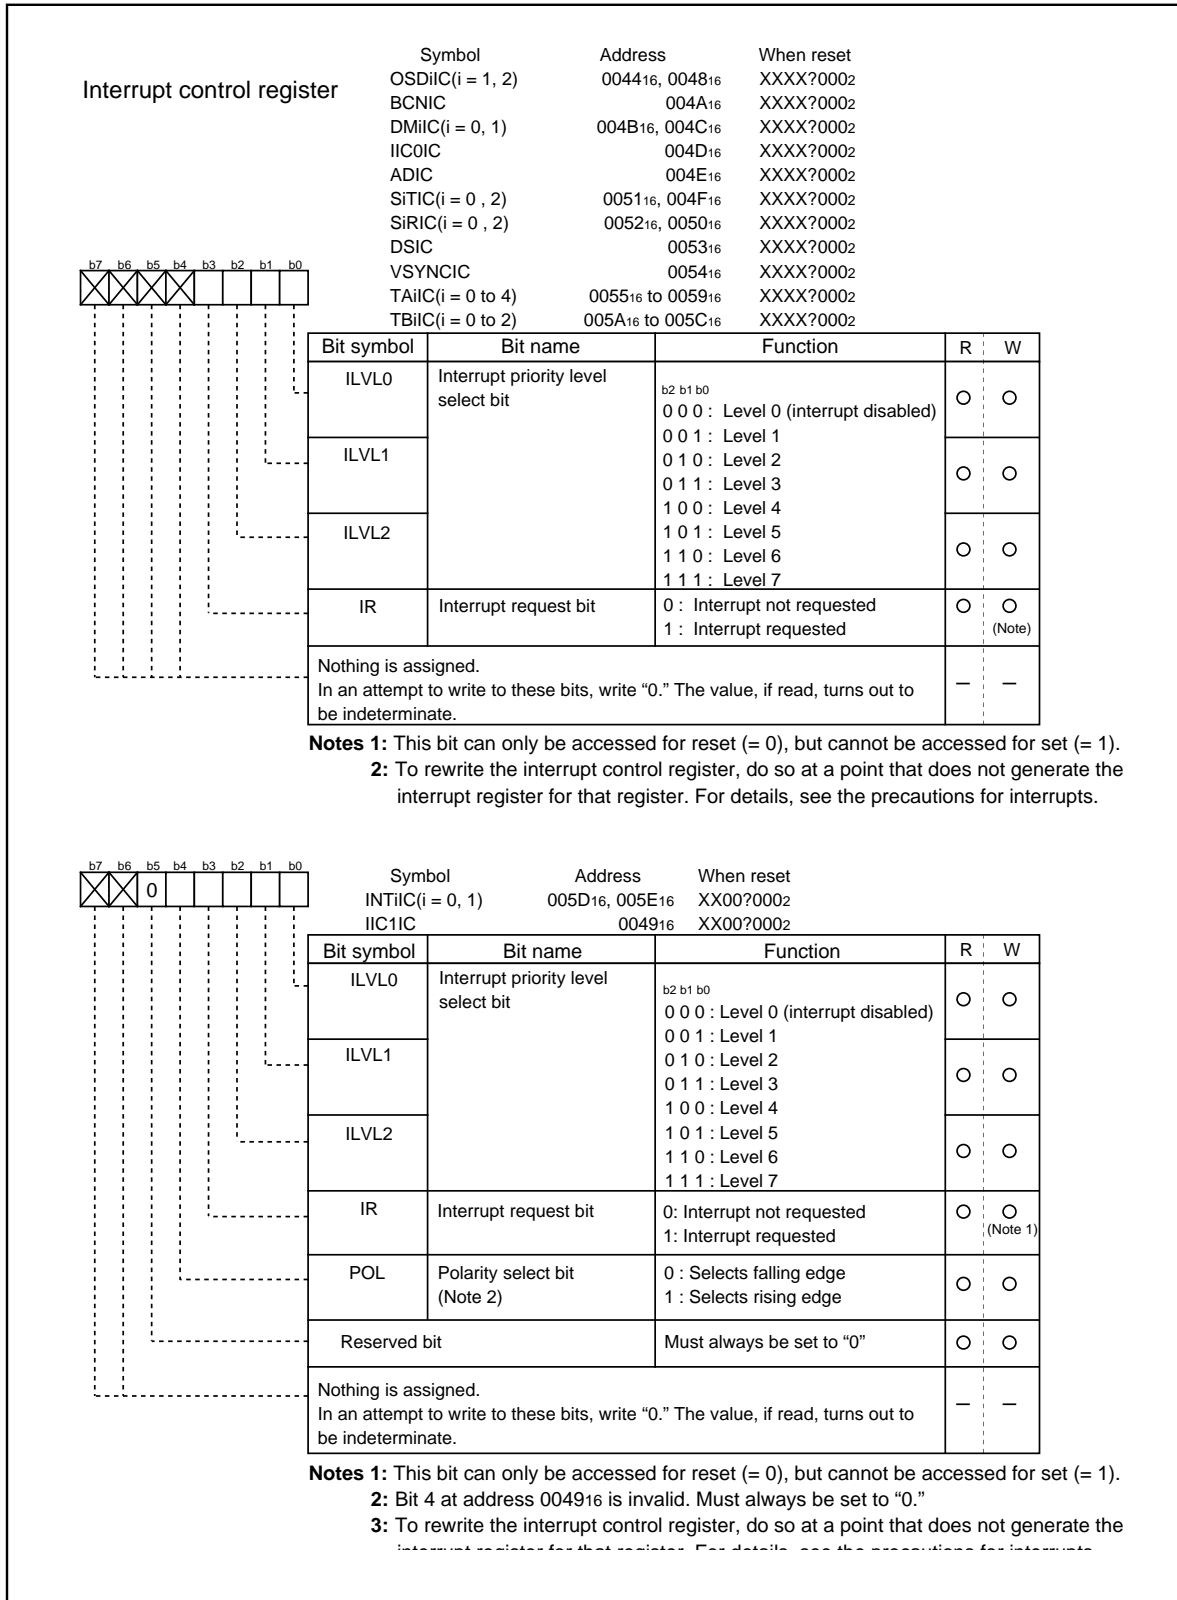 Interrupt control register
Symbol Address When reset
OSDiIC(i = 1, 2) 004416, 004816 XXXX?0002
BCNIC 004A16 XXXX?0002
DMiIC(i = 0, 1) 004B16, 004C16 XXXX?0002
IIC0IC 004D16 XXXX?0002
ADIC 004E16 XXXX?0002
SiTIC(i = 0 , 2) 005116, 004F16 XXXX?0002
SiRIC(i = 0 , 2) 005216, 005016 XXXX?0002
DSIC 005316 XXXX?0002
VSYNCIC 005416 XXXX?0002
TAiIC(i = 0 to 4) 005516 to 005916 XXXX?0002
TBiIC(i = 0 to 2) 005A16 to 005C16 XXXX?0002
b7 b6 b5 b4 b3 b2 b1 b0
Bit symbol Bit name Function R W
ILVL0 Interrupt priority level
select bit
b2 b1 b0
0 0 0 : Level 0 (interrupt disabled)
0 0 1 : Level 1
ILVL1 0 1 0 : Level 2
0 1 1 : Level 3
1 0 0 : Level 4
ILVL2 1 0 1 : Level 5
1 1 0 : Level 6
1 1 1 : Level 7
IR Interrupt request bit 0 : Interrupt not requested
1 : Interrupt requested (Note)
Nothing is assigned.
In an attempt to write to these bits, write “0.” The value, if read, turns out to
be indeterminate.
– –
Notes 1: This bit can only be accessed for reset (= 0), but cannot be accessed for set (= 1).
2: To rewrite the interrupt control register, do so at a point that does not generate the
interrupt register for that register. For details, see the precautions for interrupts.
b7 b6 b5 b4 b3 b2 b1 b0
0
Symbol Address When reset
INTiIC(i = 0, 1) 005D16, 005E16 XX00?0002
IIC1IC 004916 XX00?0002
Bit symbol Bit name Function R W
ILVL0 Interrupt priority level
select bit
b2 b1 b0
0 0 0 : Level 0 (interrupt disabled)
0 0 1 : Level 1
ILVL1 0 1 0 : Level 2
0 1 1 : Level 3
1 0 0 : Level 4
ILVL2 1 0 1 : Level 5
1 1 0 : Level 6
1 1 1 : Level 7
IR Interrupt request bit 0: Interrupt not requested
1: Interrupt requested (Note 1)
POL Polarity select bit 0 : Selects falling edge
(Note 2) 1 : Selects rising edge
Reserved bit Must always be set to “0”
Nothing is assigned.
In an attempt to write to these bits, write “0.” The value, if read, turns out to
be indeterminate.
– –
Notes 1: This bit can only be accessed for reset (= 0), but cannot be accessed for set (= 1).
2: Bit 4 at address 004916 is invalid. Must always be set to “0.”
3: To rewrite the interrupt control register, do so at a point that does not generate the
interrupt register for that register. For details, see the precautions for interrupts.